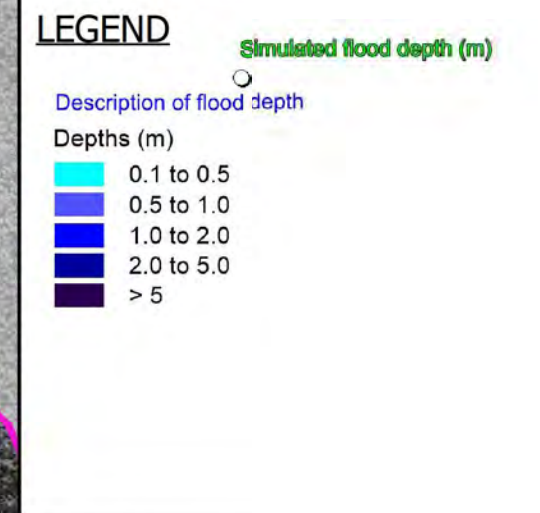 LEGEND
Simulated flood depth (m)
Description of flood depth
Depths (m)
0.1 to 0.5
0.5 to 1.0
1.0 to 2.0
2.0 to 5.0
> 5